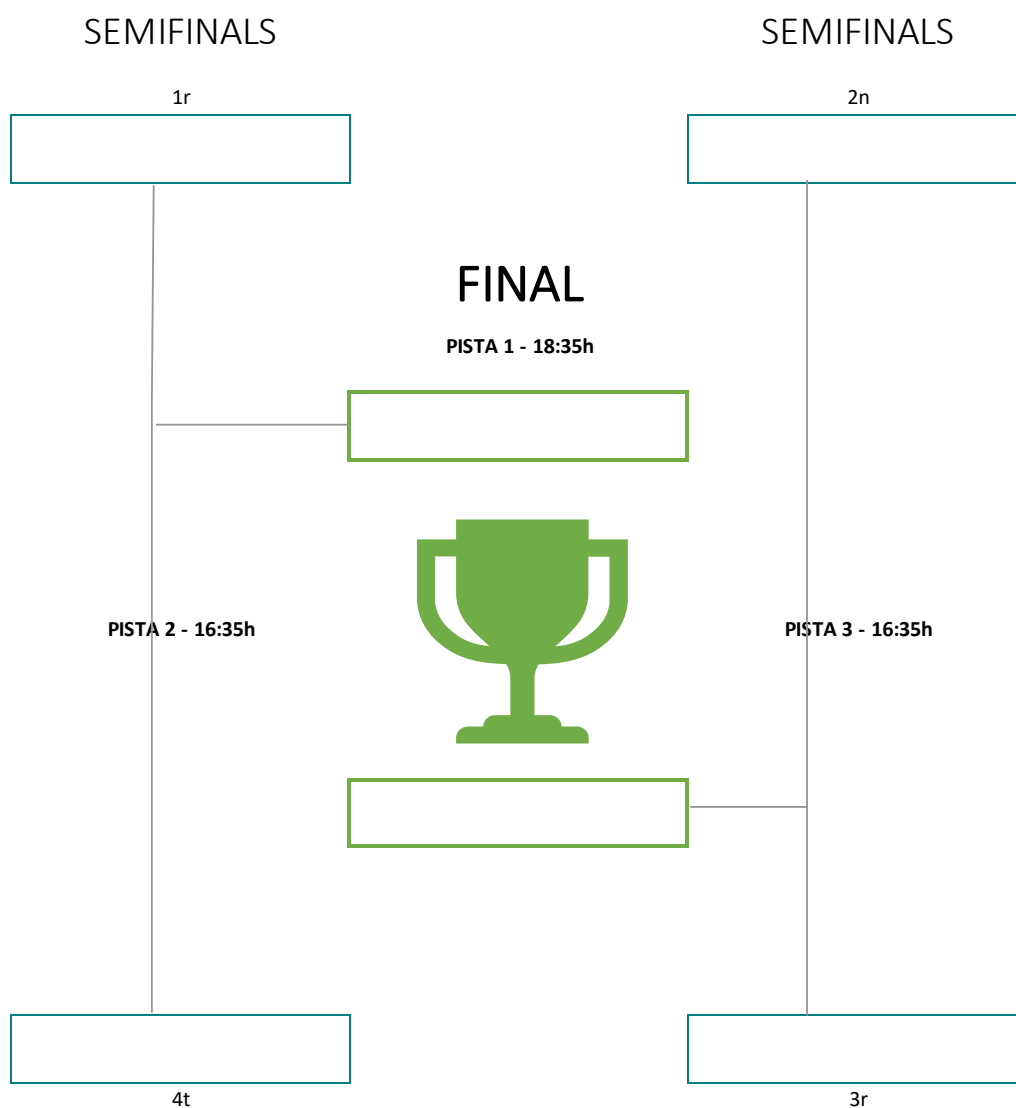 SEMIFINALS
SEMIFINALS
1r
2n
FINAL
PISTA 1 - 18:35h
PISTA 2 - 16:35h
PISTA 3 - 16:35h
4t
3r